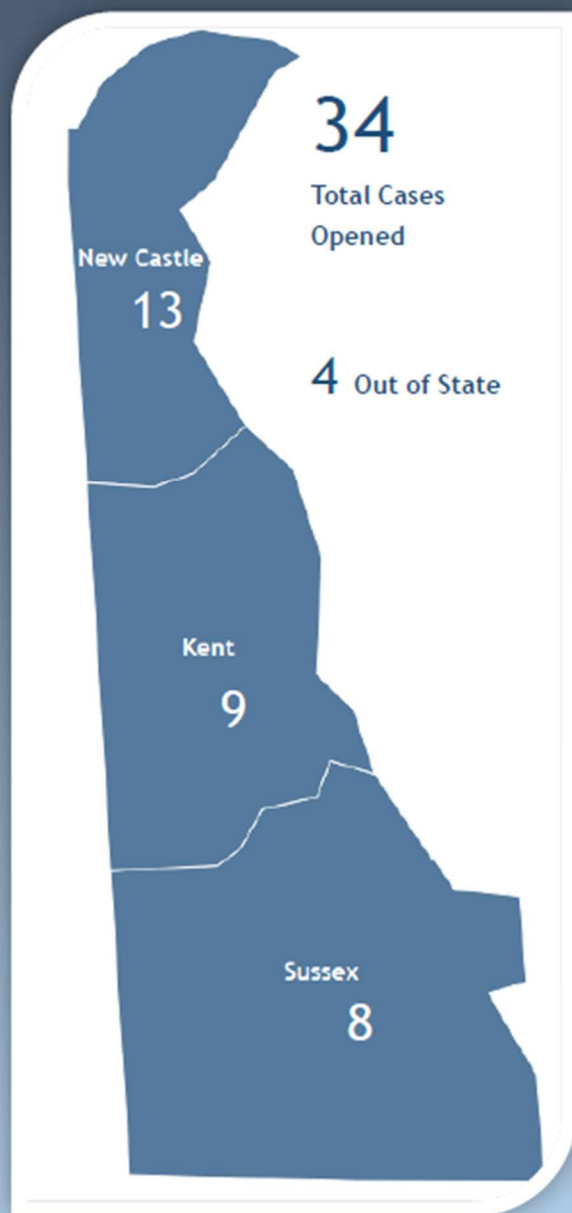 34
Total Cases
Opened
New Castle
13
4 Out of State
Kent
9
Sussex
8